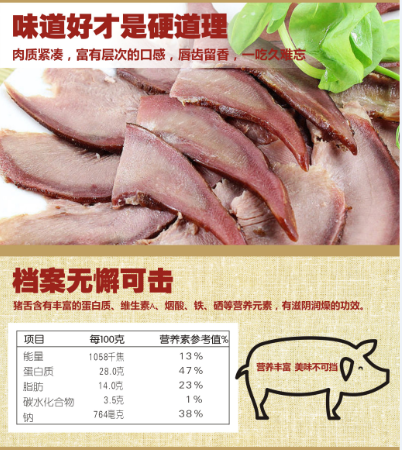 味道好才是硬道理
肉质紧凑，富有层次的口感，唇齿留香，一吃久难忘
档案无懈可击
猪舌含有丰富的蛋白质、维生素A、烟酸、铁、硒等营养元素，有滋阴润燥的功效。
项目 每100克 营养素参考值%
能量 1058千焦 13%
蛋白质 28.0克 47%
脂肪 14.0克 23%
碳水化合物 3.5克 1%
钠 764毫克 38%
营养丰富 美味不可挡